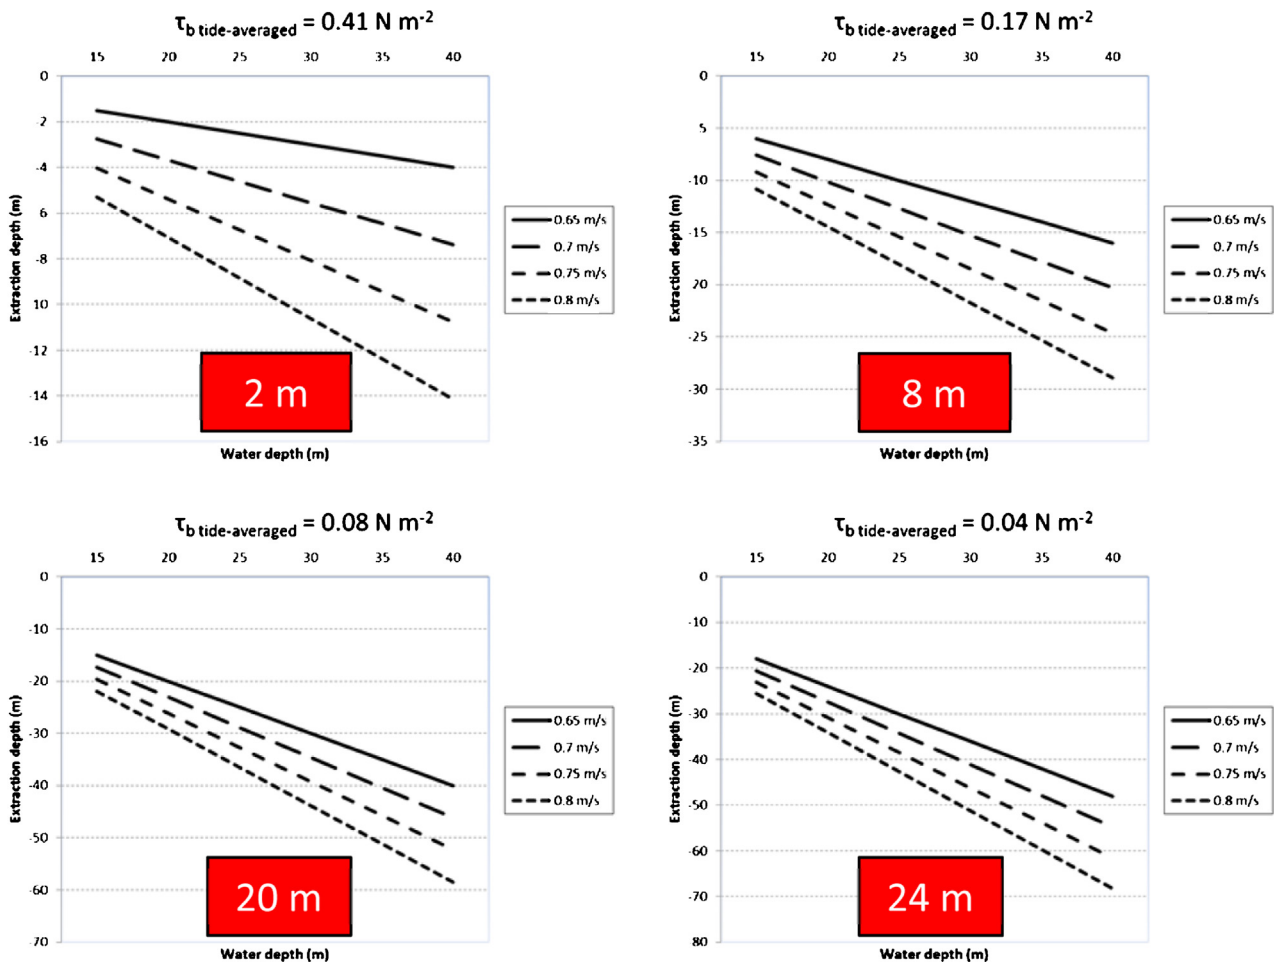 τb tide-averaged = 0.41 N m-2
15 20 25 30 35 40
0
2
-4
6
-8
10
-12
-14
-16
Extraction depth (m)
Water depth (m)
2 m
0.65 m/s
0.7 m/s
0.75 m/s
0.8 m/s
τb tide-averaged = 0.17 N m-2
15 20 25 30 35 40
0
5
-10
-15
20
-25
-30
-35
Extraction depth (m)
Water depth (m)
8 m
0.65 m/s
0.7 m/s
0.75 m/s
0.8 m/s
τb tide-averaged = 0.08 N m-2
15 20 25 30 35 40
0
-10
-20
-30
-40
-50
-60
-70
Extraction depth (m)
Water depth (m)
20 m
0.65 m/s
0.7 m/s
0.75 m/s
0.8 m/s
τb tide-averaged = 0.04 N m-2
15 20 25 30 35 40
0
-10
-20
-30
-40
-50
-60
-70
80
Extraction depth (m)
Water depth (m)
24 m
0.65 m/s
0.7 m/s
0.75 m/s
0.8 m/s